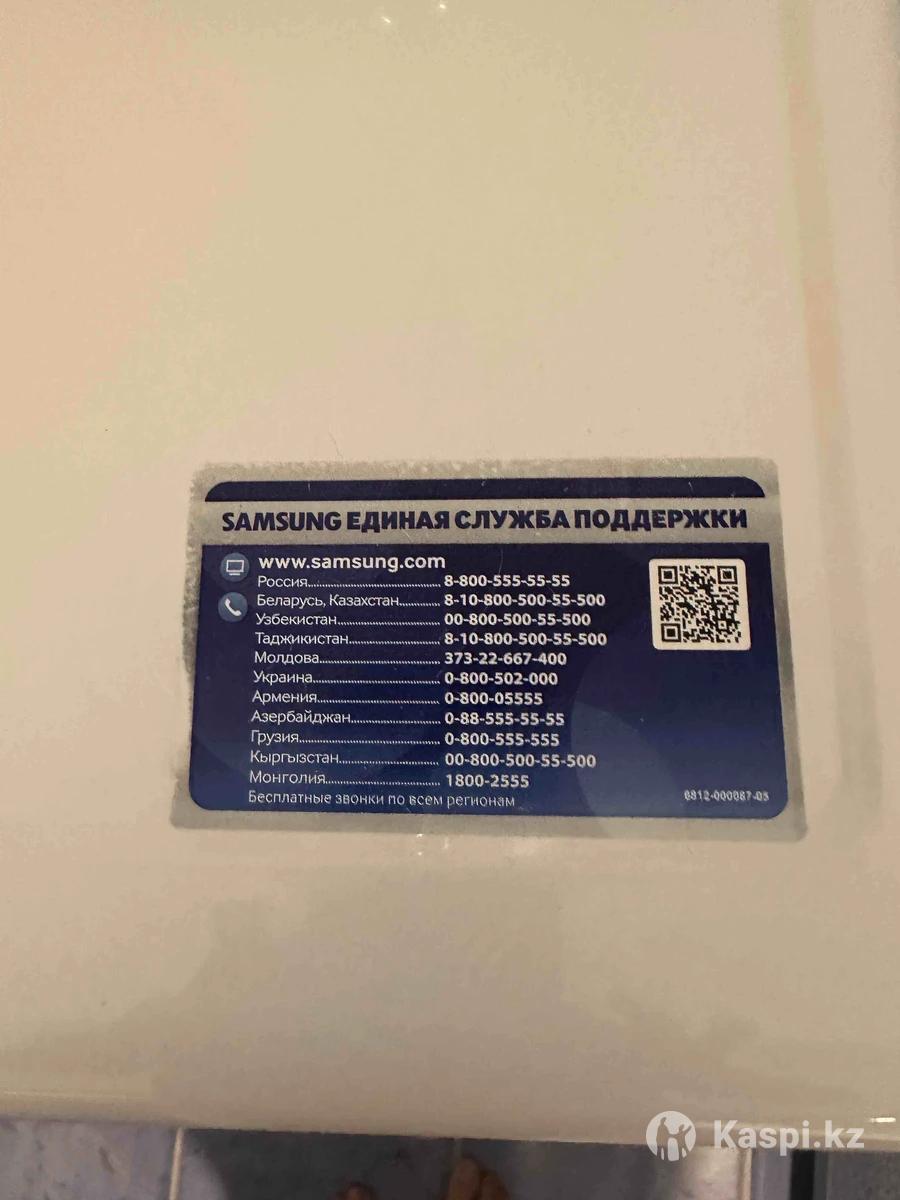 SAMSUNG ЕДИНАЯ СЛУЖБА ПОДДЕРЖКИ
www.samsung.com
Россия................................ 8-800-555-55-55
Беларусь, Казахстан.......... 8-10-800-500-55-500
Узбекистан......................... 00-800-500-55-500
Таджикистан...................... 8-10-800-500-55-500
Молдова............................. 373-22-667-400
Украина.............................. 0-800-502-000
Армения............................. 0-800-05555
Азербайджан..................... 0-88-555-55-55
Грузия................................. 0-800-555-555
Кыргызстан........................ 00-800-500-55-500
Монголия........................... 1800-2555
Бесплатные звонки по всем регионам
6812-000087-05
Kaspi.kz